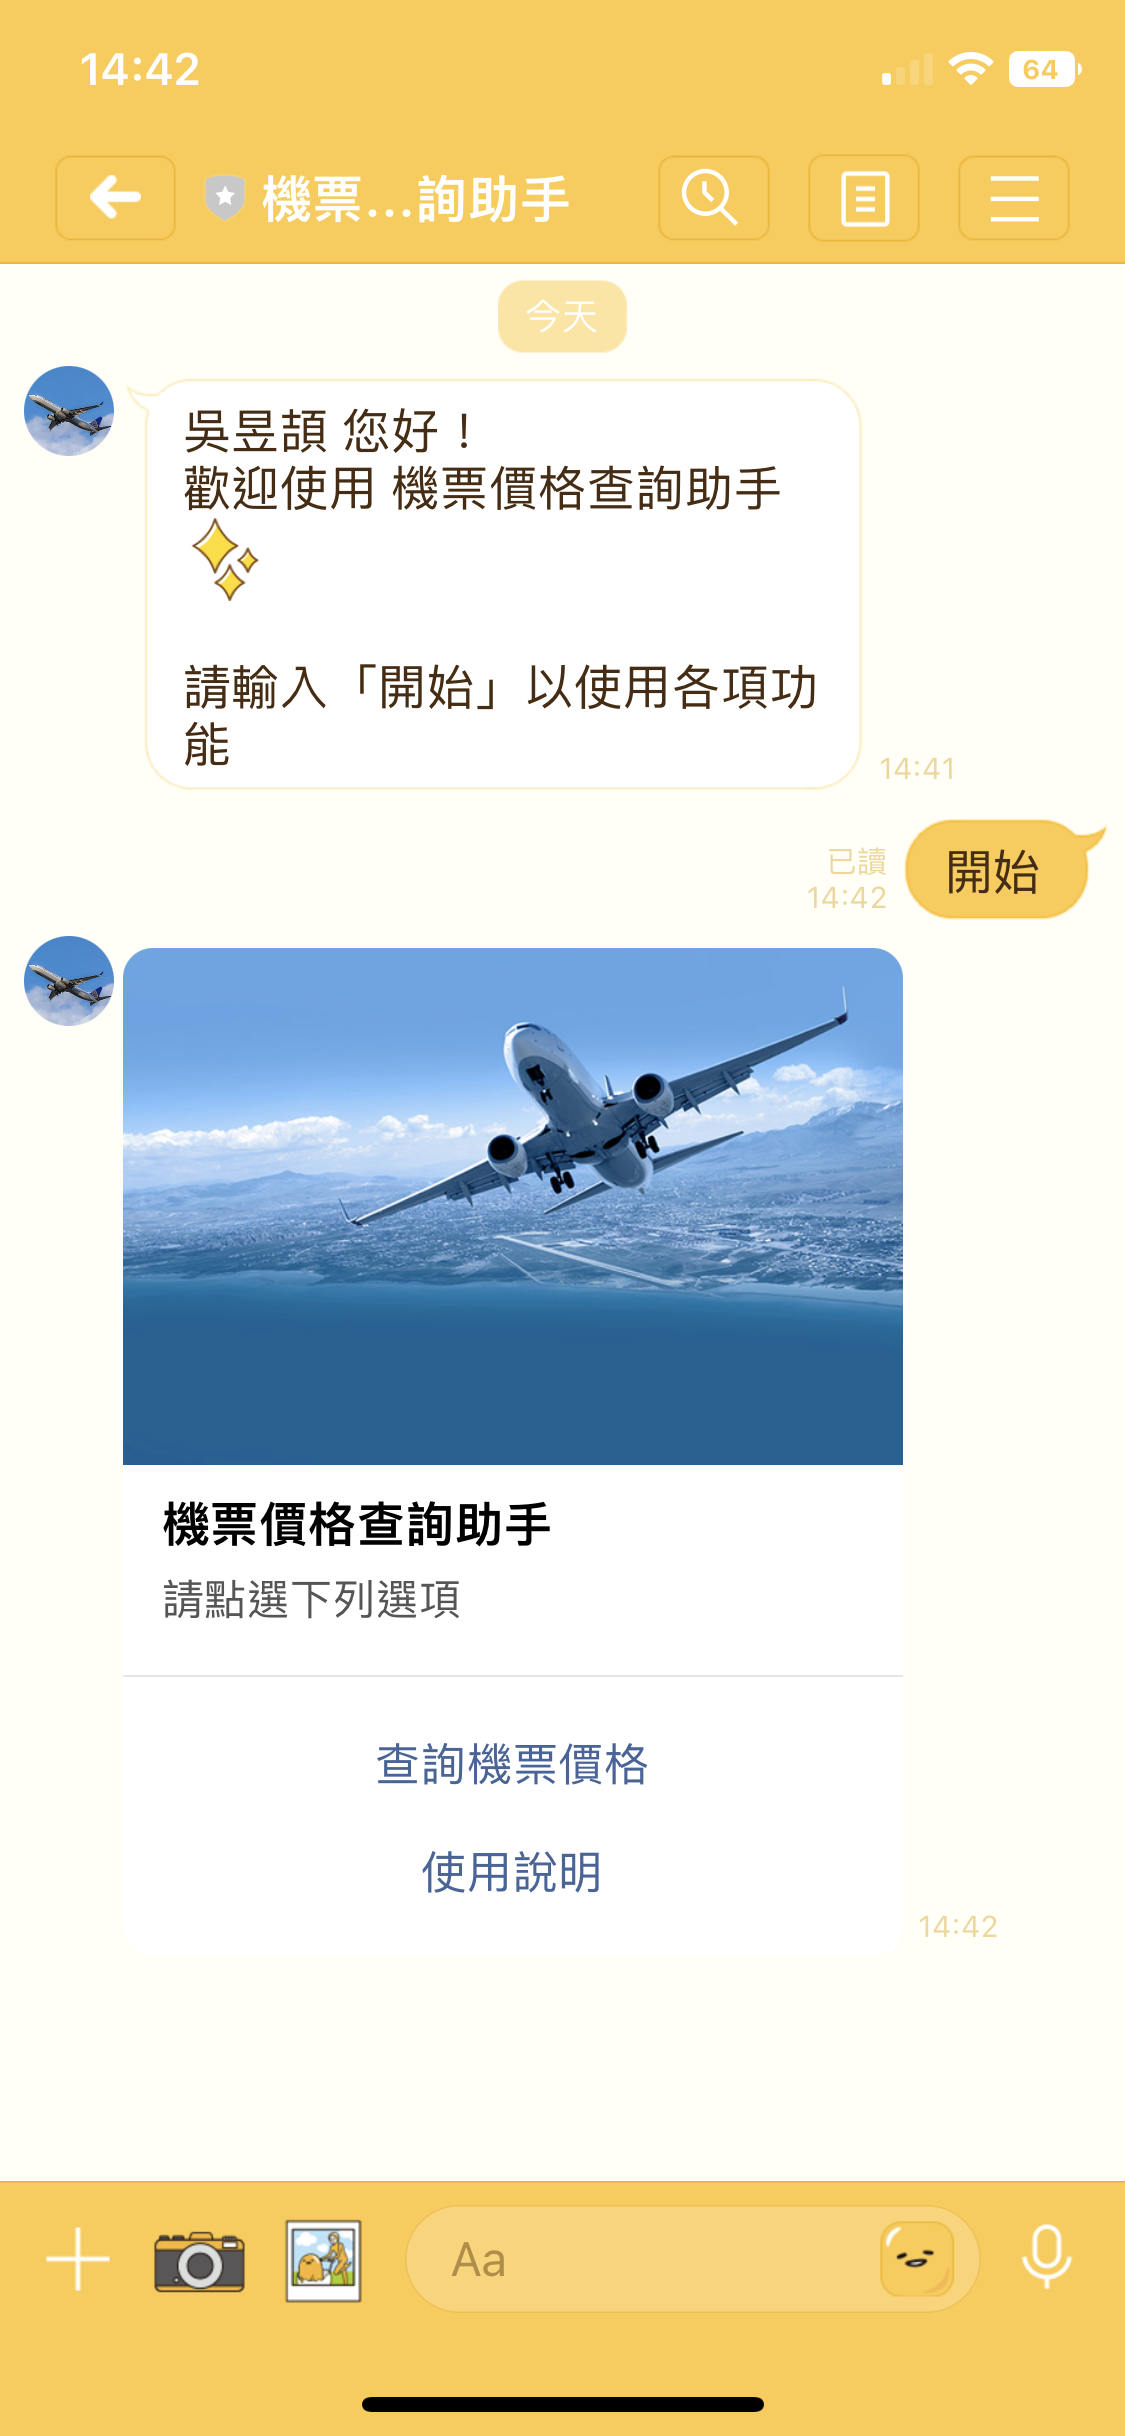 14:42
64
機票...詢助手
今天
吳昱頡 您好！
歡迎使用 機票價格查詢助手
請輸入「開始」以使用各項功
能
14:41
已讀
14:42
開始
機票價格查詢助手
請點選下列選項
查詢機票價格
使用說明
14:42
Aa